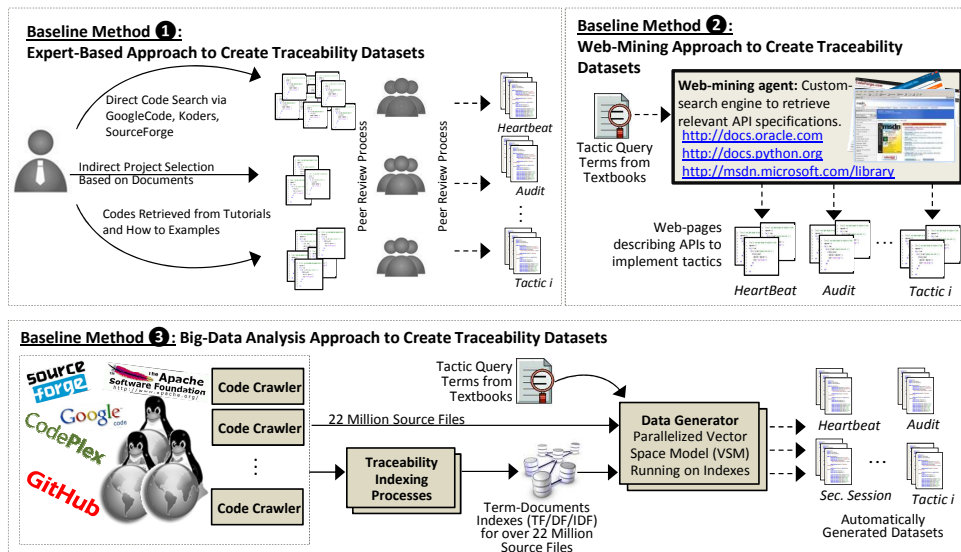 Baseline Method ❶:
Expert-Based Approach to Create Traceability Datasets
Direct Code Search via
GoogleCode, Koders,
SourceForge
Indirect Project Selection
Based on Documents
Codes Retrieved from Tutorials
and How to Examples
Peer Review Process
Peer Review Process
Heartbeat
Audit
⋮
Tactic i
Baseline Method ❷:
Web-Mining Approach to Create Traceability
Datasets
Tactic Query
Terms from
Textbooks
Web-mining agent: Custom-
search engine to retrieve
relevant API specifications.
http://docs.oracle.com
http://docs.python.org
http://msdn.microsoft.com/library
msdn
Web-pages
describing APIs to
implement tactics
...
HeartBeat
Audit
Tactic i
Baseline Method ❸: Big-Data Analysis Approach to Create Traceability Datasets
SOURCE
FORGE
The Apache
Software Foundation
http://www.apache.org/
Google
code
CodePlex
GitHub
Code Crawler
Code Crawler
⋮
Code Crawler
22 Million Source Files
Traceability
Indexing
Processes
Tactic Query
Terms from
Textbooks
Term-Documents
Indexes (TF/DF/IDF)
for over 22 Million
Source Files
Data Generator
Parallelized Vector
Space Model (VSM)
Running on Indexes
Heartbeat
Audit
...
Sec. Session
Tactic i
Automatically
Generated Datasets